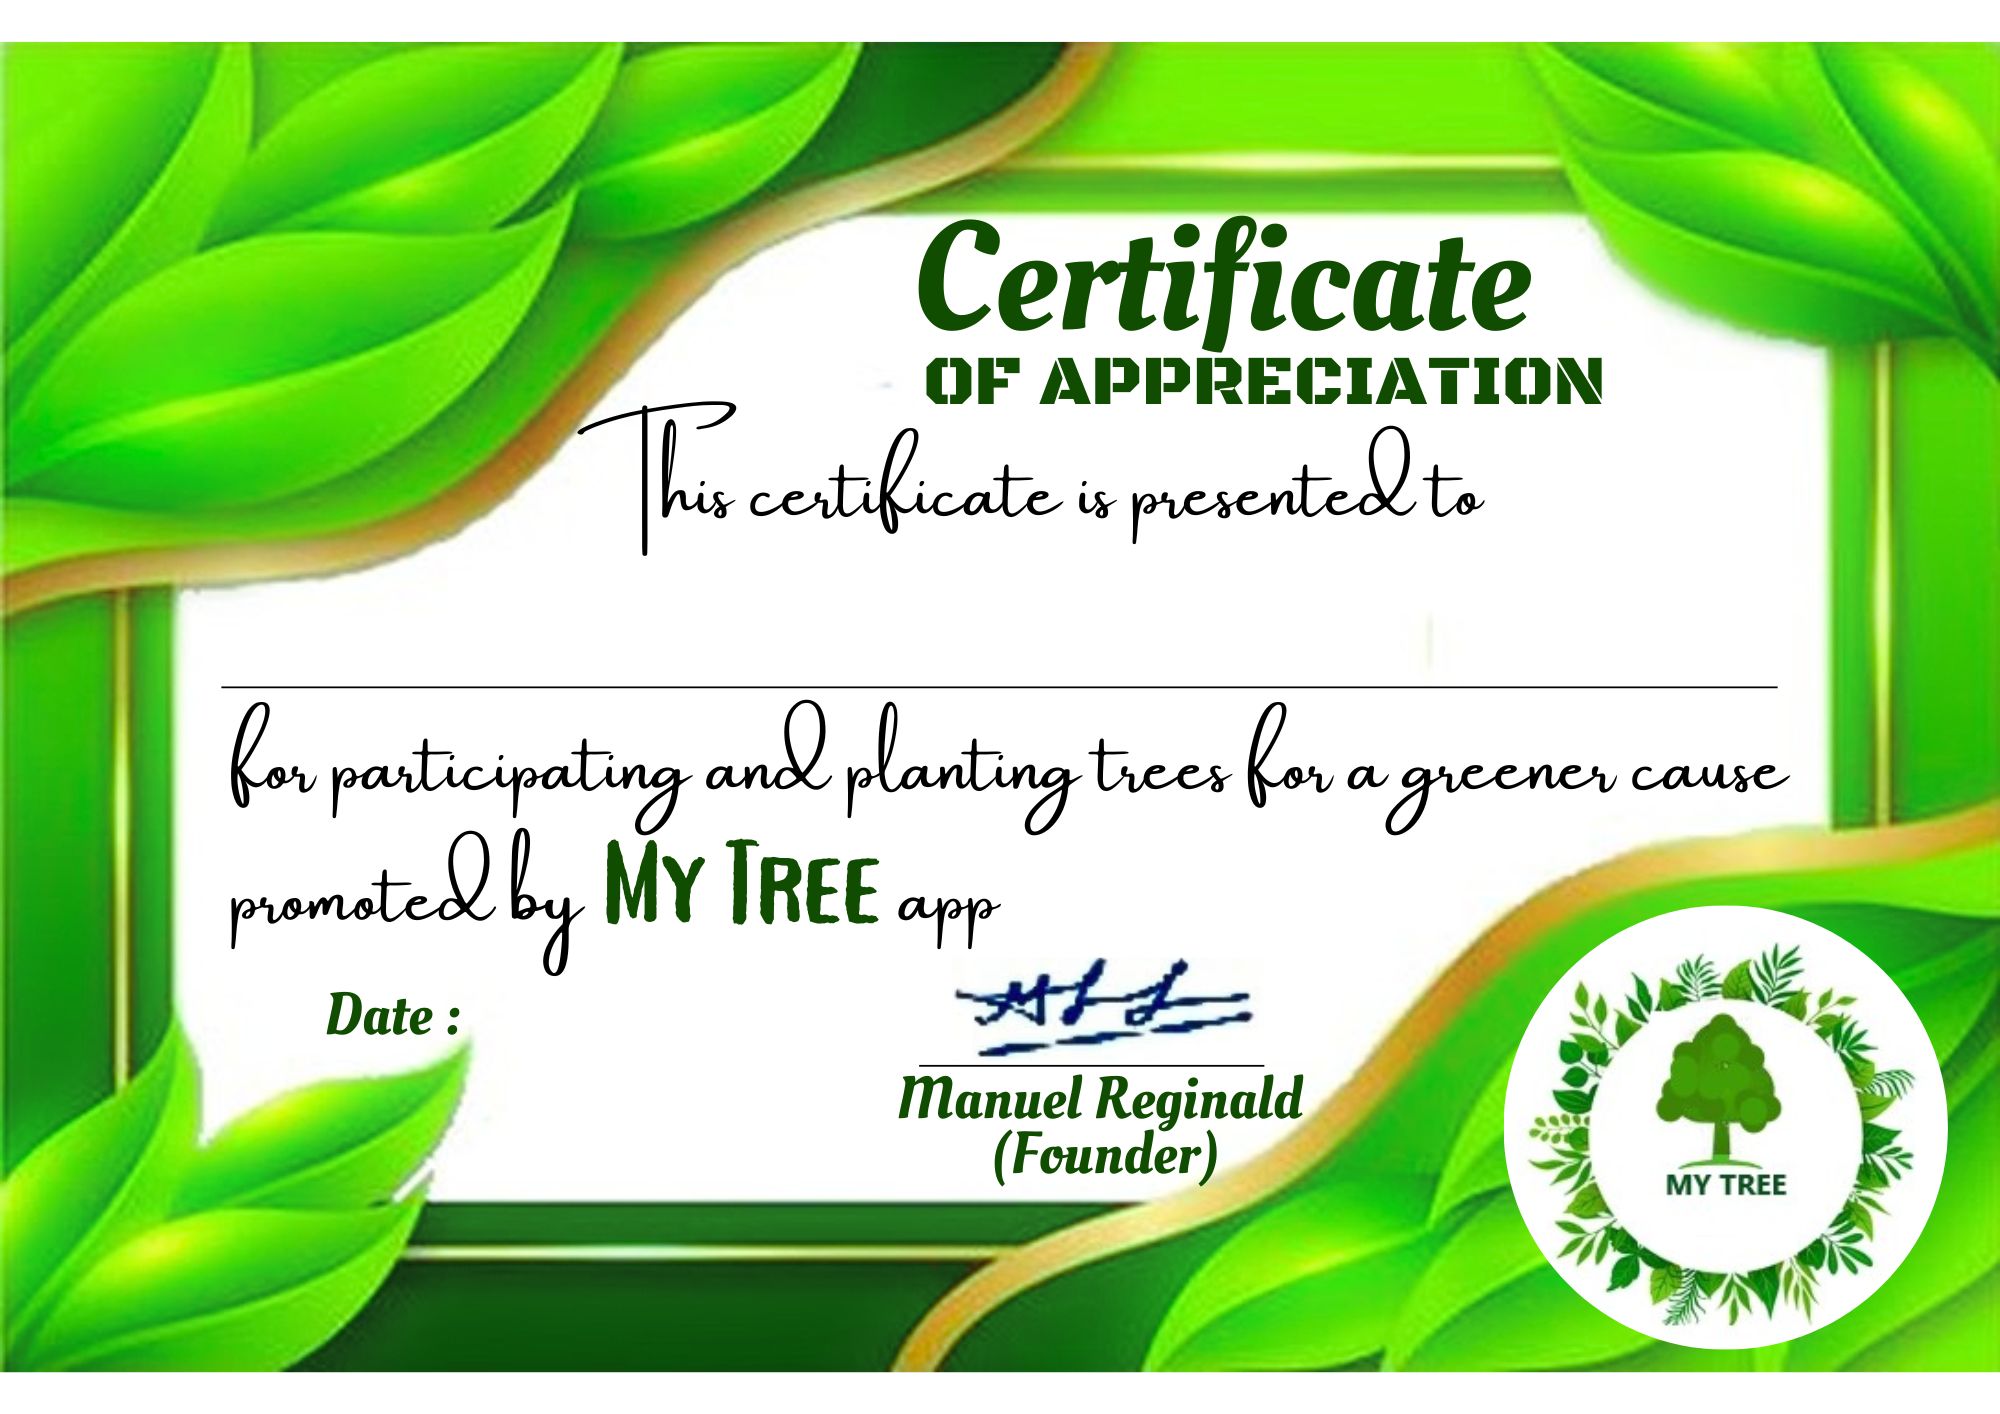 Certificate
OF APPRECIATION
This certificate is presented to
for participating and planting trees for a greener cause
promoted by MY TREE app
Date :
Manuel Reginald
(Founder)
MY TREE